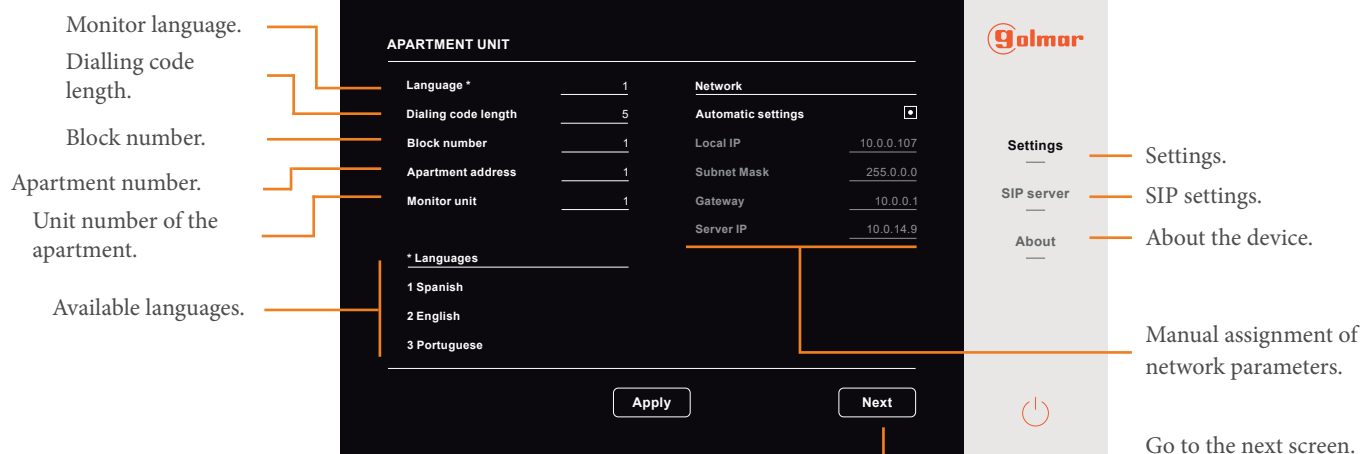 Monitor language.
Dialling code
length.
Block number.
Apartment number.
Unit number of the
apartment.
Available languages.
APARTMENT UNIT
Language * 1
Dialing code length 5
Block number 1
Apartment address 1
Monitor unit 1
* Languages
1 Spanish
2 English
3 Portuguese
Network
Automatic settings
Local IP 10.0.0.107
Subnet Mask 255.0.0.0
Gateway 10.0.0.1
Server IP 10.0.14.9
Apply
Next
golmar
Settings
SIP server
About
Settings.
SIP settings.
About the device.
Manual assignment of
network parameters.
Go to the next screen.